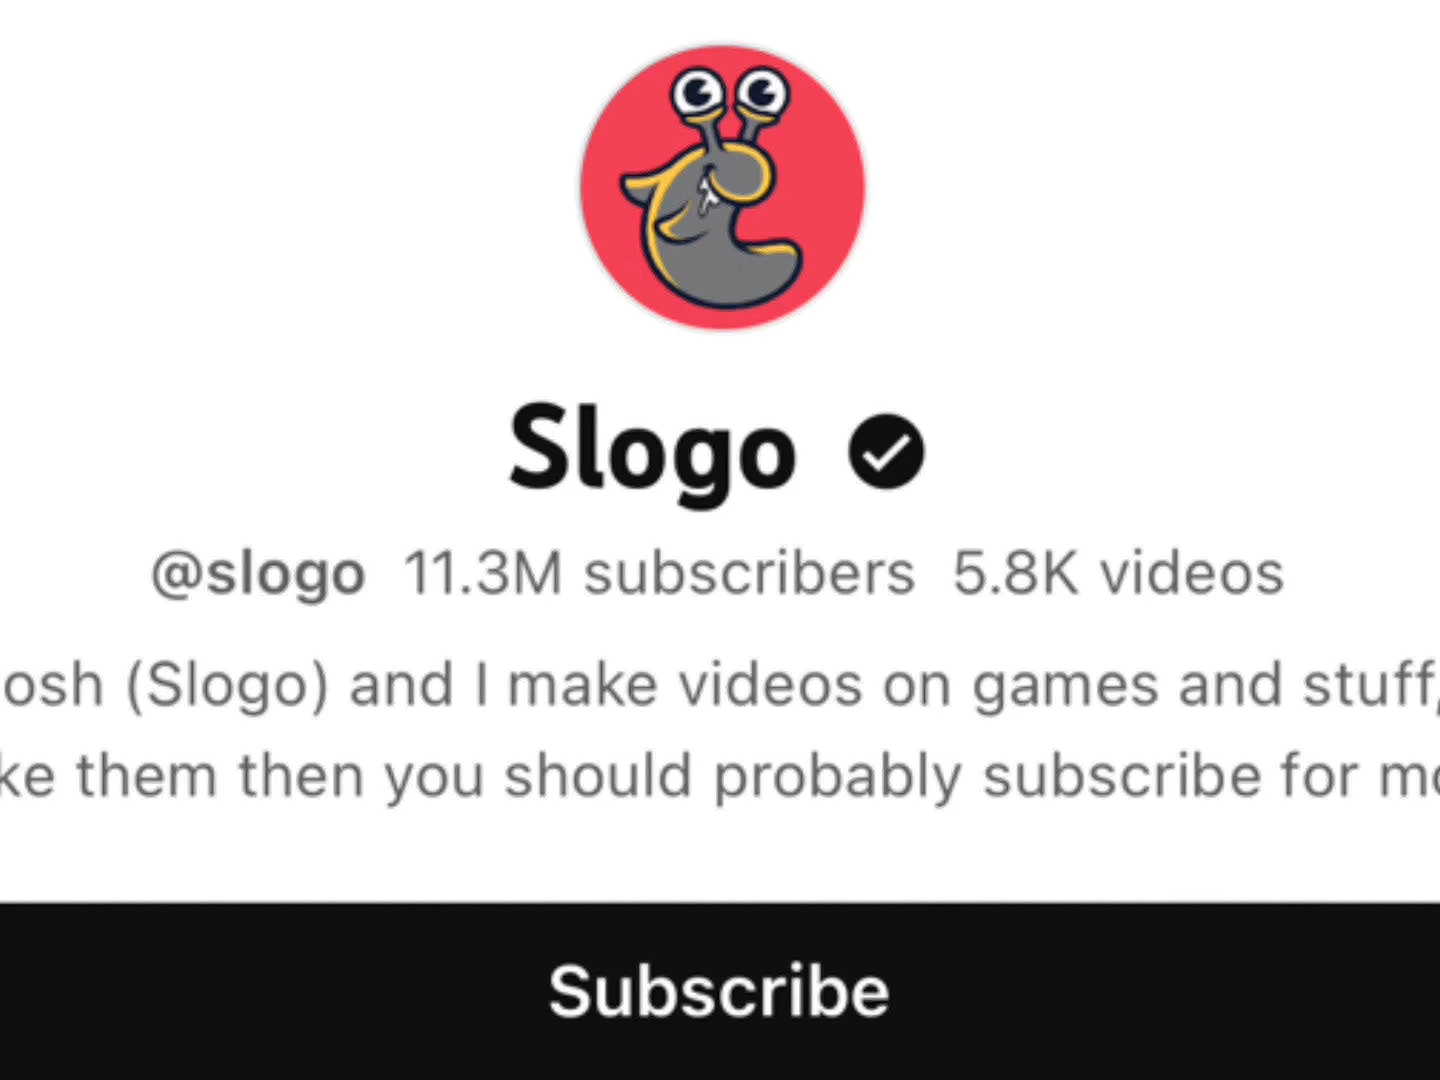 Slogo
@slogo 11.3M subscribers 5.8K videos
osh (Slogo) and I make videos on games and stuff,
ke them then you should probably subscribe for mo
Subscribe